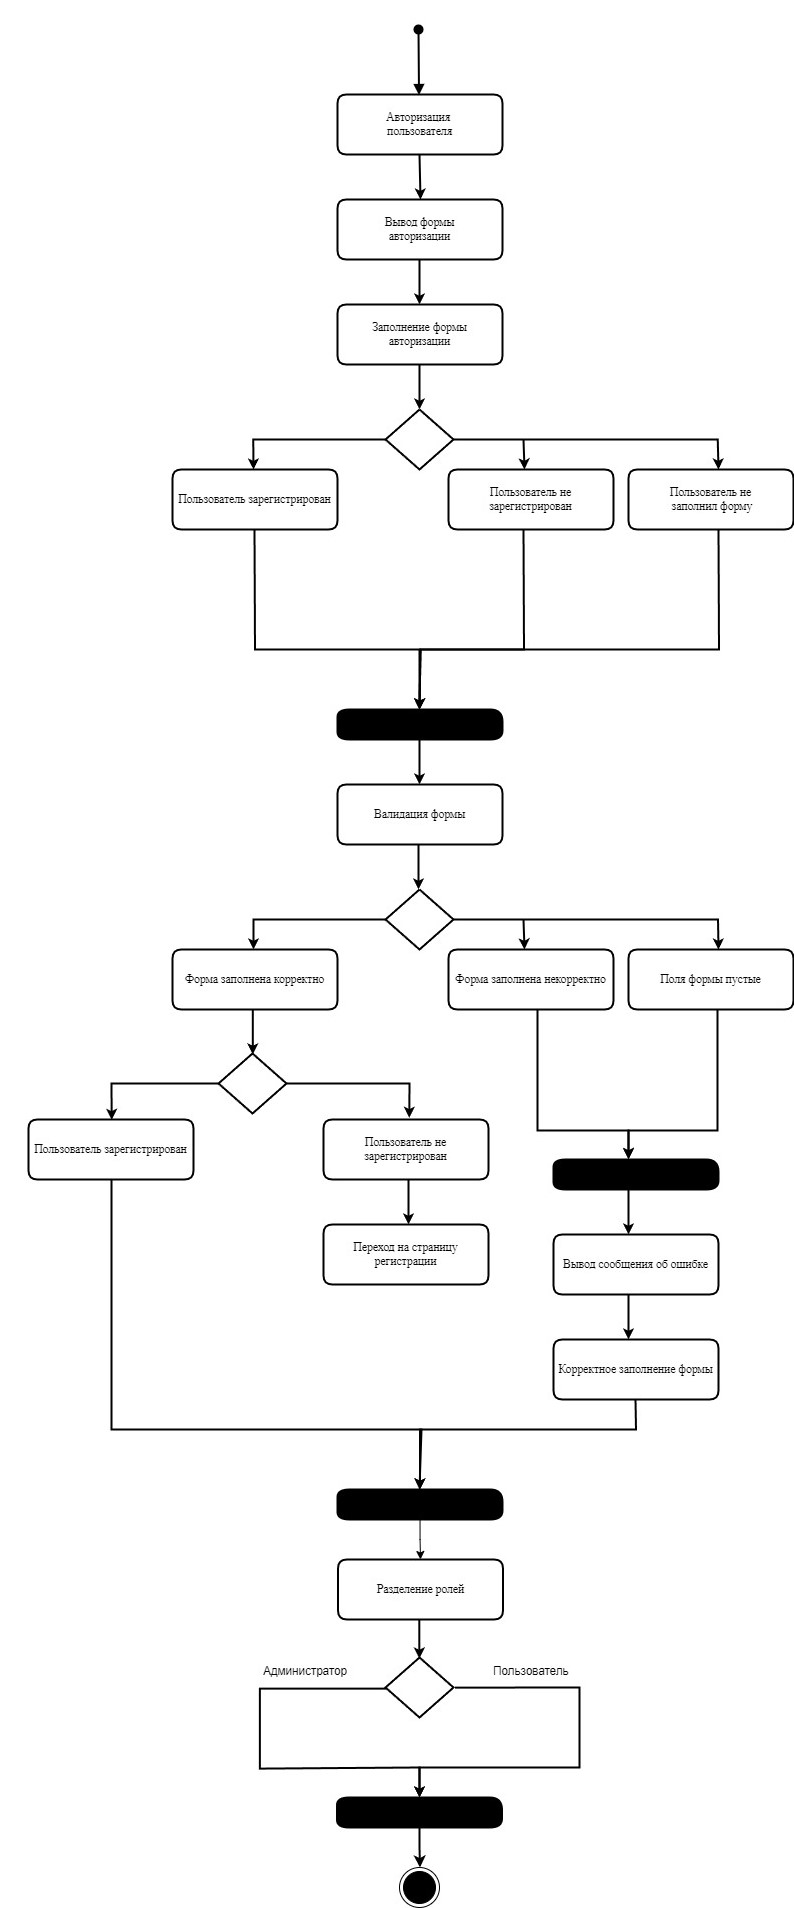 Авторизация
пользователя
Вывод формы
авторизации
Заполнение формы
авторизации
Пользователь зарегистрирован
Пользователь не
зарегистрирован
Пользователь не
заполнил форму
Валидация формы
Форма заполнена корректно
Форма заполнена некорректно
Поля формы пустые
Пользователь зарегистрирован
Пользователь не
зарегистрирован
Переход на страницу
регистрации
Вывод сообщения об ошибке
Корректное заполнение формы
Разделение ролей
Администратор
Пользователь